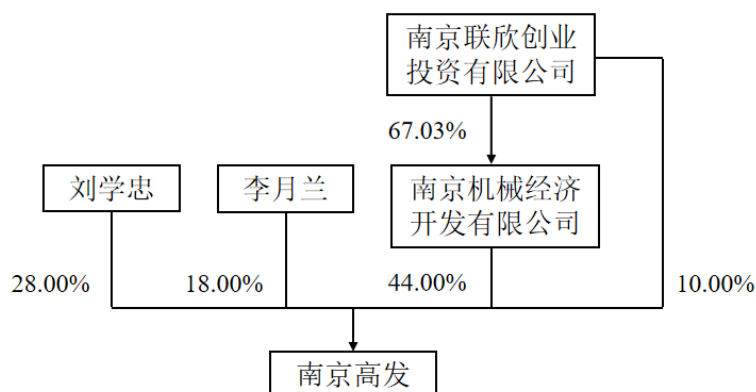 南京联欣创业
投资有限公司
67.03%
刘学忠
李月兰
南京机械经济
开发有限公司
28.00%
18.00%
44.00%
10.00%
南京高发